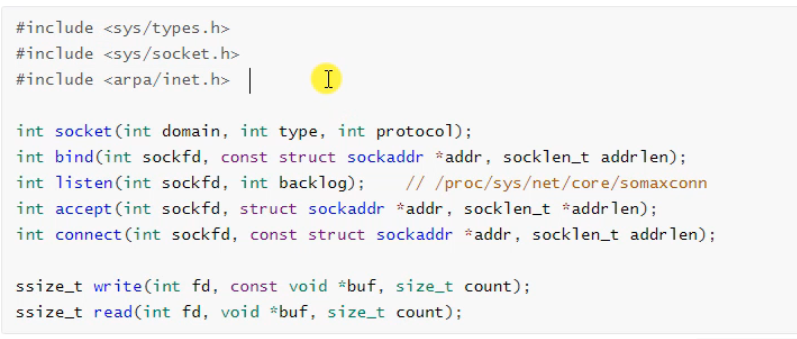 #include <sys/types.h>
#include <sys/socket.h>
#include <arpa/inet.h>
int socket(int domain, int type, int protocol);
int bind(int sockfd, const struct sockaddr *addr, socklen_t addrlen);
int listen(int sockfd, int backlog);    // /proc/sys/net/core/somaxconn
int accept(int sockfd, struct sockaddr *addr, socklen_t *addrlen);
int connect(int sockfd, const struct sockaddr *addr, socklen_t addrlen);
ssize_t write(int fd, const void *buf, size_t count);
ssize_t read(int fd, void *buf, size_t count);